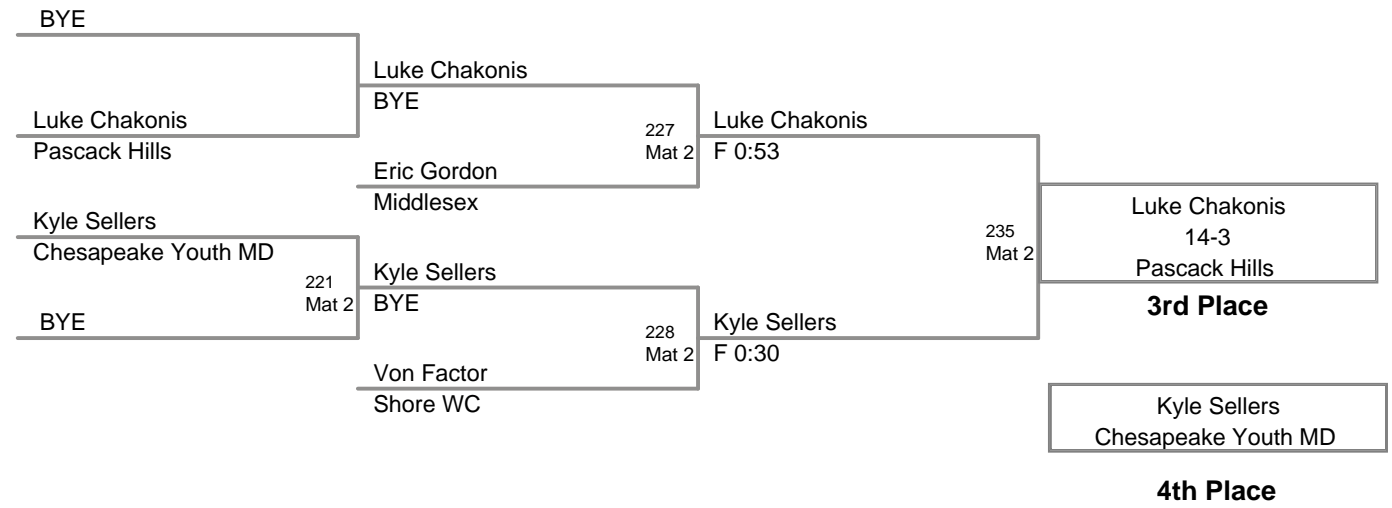 BYE
Luke Chakonis
BYE
Luke Chakonis
Pascack Hills
227
Mat 2
Luke Chakonis
F 0:53
Eric Gordon
Middlesex
Kyle Sellers
Chesapeake Youth MD
221
Mat 2
Kyle Sellers
BYE
BYE
228
Mat 2
Kyle Sellers
F 0:30
Von Factor
Shore WC
235
Mat 2
Luke Chakonis
14-3
Pascack Hills
3rd Place
Kyle Sellers
Chesapeake Youth MD
4th Place